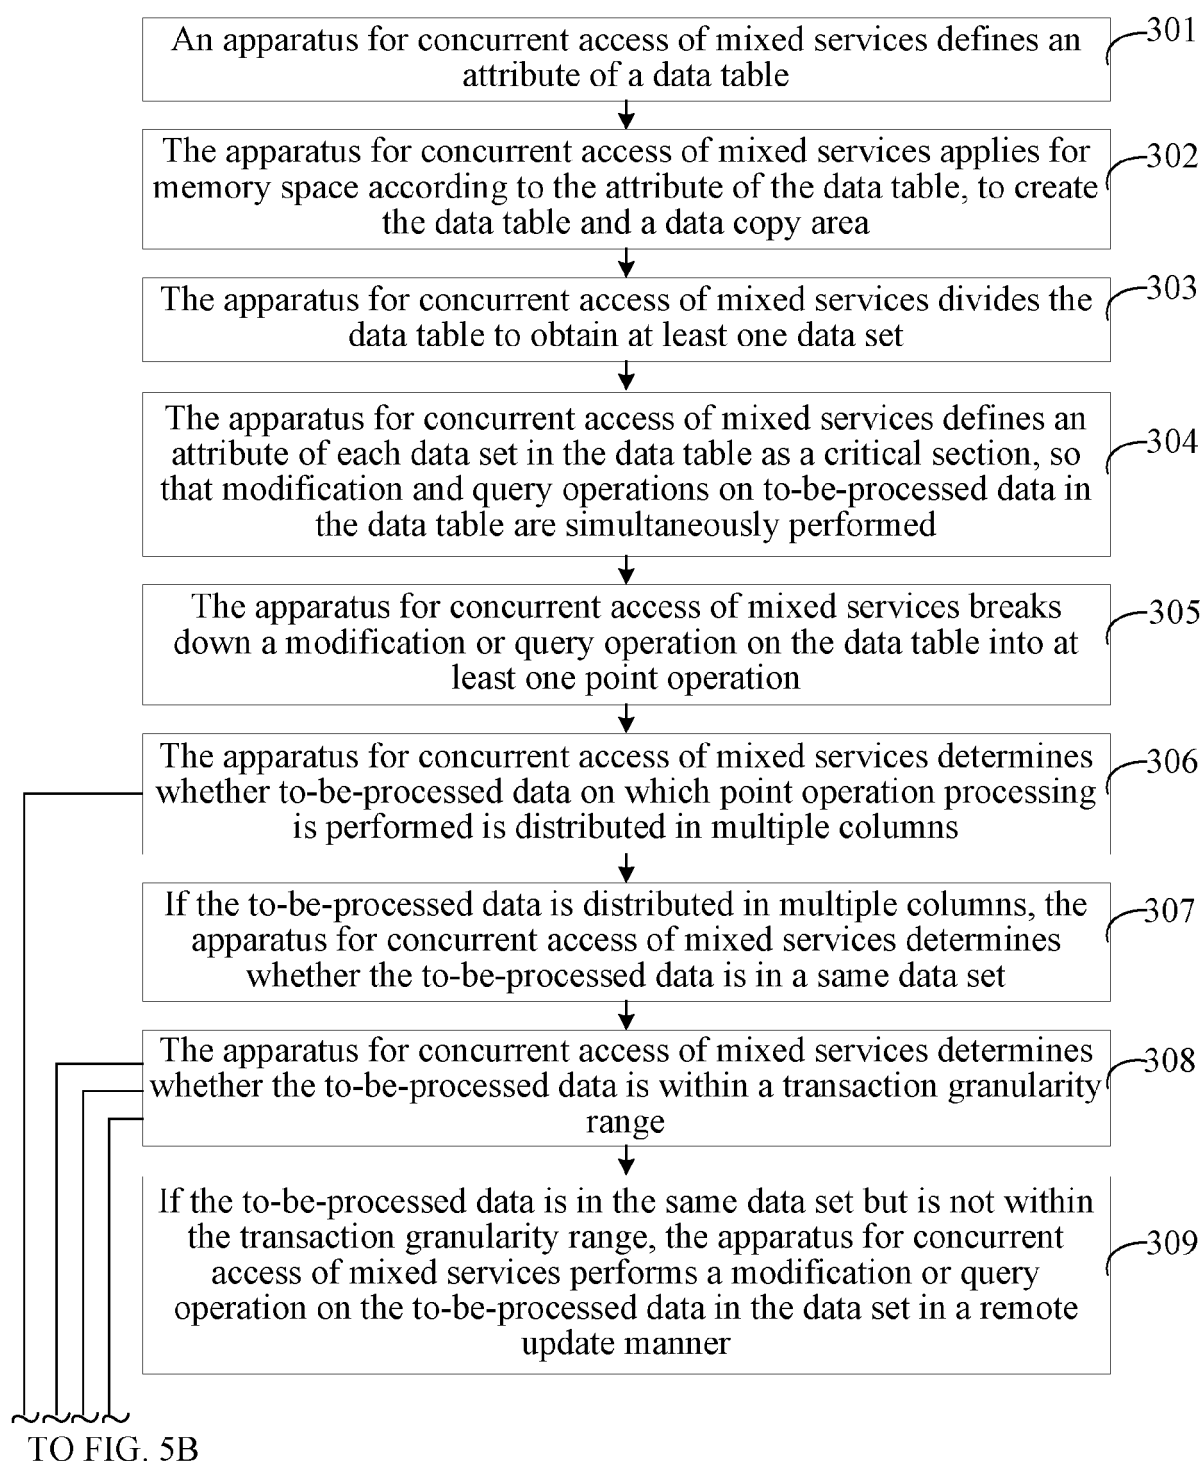 An apparatus for concurrent access of mixed services defines an
attribute of a data table
301
The apparatus for concurrent access of mixed services applies for
memory space according to the attribute of the data table, to create
the data table and a data copy area
302
The apparatus for concurrent access of mixed services divides the
data table to obtain at least one data set
303
The apparatus for concurrent access of mixed services defines an
attribute of each data set in the data table as a critical section, so
that modification and query operations on to-be-processed data in
the data table are simultaneously performed
304
The apparatus for concurrent access of mixed services breaks
down a modification or query operation on the data table into at
least one point operation
305
The apparatus for concurrent access of mixed services determines
whether to-be-processed data on which point operation processing
is performed is distributed in multiple columns
306
If the to-be-processed data is distributed in multiple columns, the
apparatus for concurrent access of mixed services determines
whether the to-be-processed data is in a same data set
307
The apparatus for concurrent access of mixed services determines
whether the to-be-processed data is within a transaction granularity
range
308
If the to-be-processed data is in the same data set but is not within
the transaction granularity range, the apparatus for concurrent
access of mixed services performs a modification or query
operation on the to-be-processed data in the data set in a remote
update manner
309
TO FIG. 5B